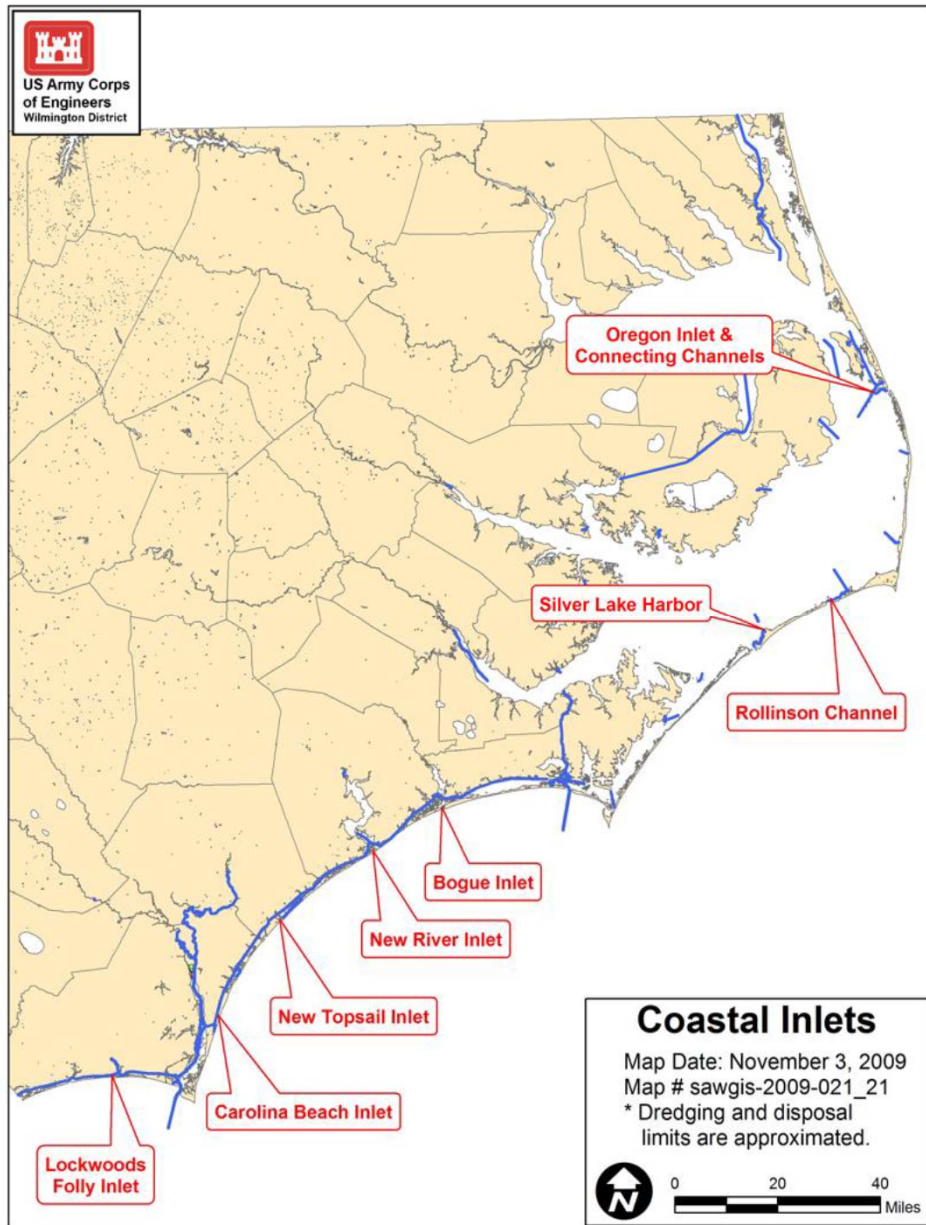 US Army Corps
of Engineers
Wilmington District
Oregon Inlet &
Connecting Channels
Silver Lake Harbor
Rollinson Channel
Bogue Inlet
New River Inlet
New Topsail Inlet
Carolina Beach Inlet
Lockwoods
Folly Inlet
Coastal Inlets
Map Date: November 3, 2009
Map # sawgis-2009-021_21
* Dredging and disposal
limits are approximated.
N
0 20 40
Miles